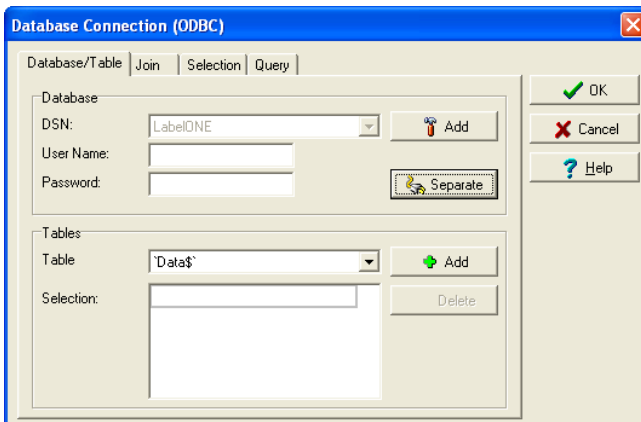 Database Connection (ODBC)
Database/Table Join Selection Query
OK
Cancel
Help
Database
DSN: LabelONE Add
User Name:
Password: Separate
Tables
Table `Data$` Add
Selection: Delete